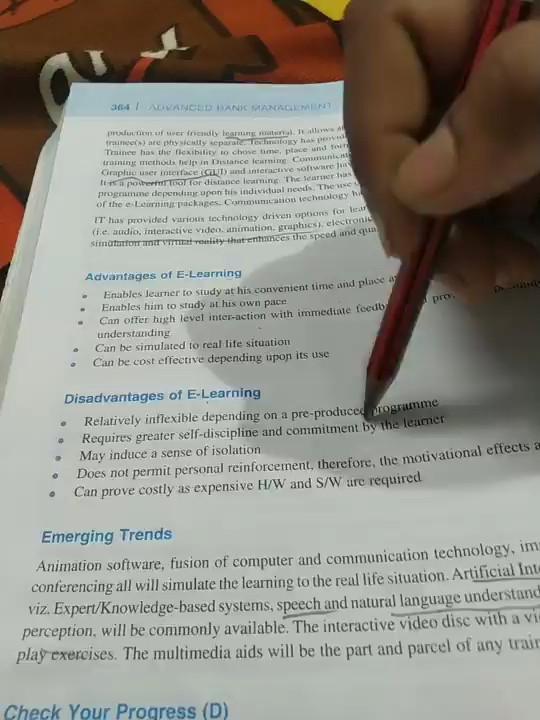 364 | ADVANCED BANK MANAGEMENT
production of user friendly learning material. It allows
trainee(s) are physically separate. Technology has
Trainee has the flexibility to chose time, place and
training methods help in Distance learning.
Graphic user interface (GUI) and interactive software
It is a powerful tool for distance learning. The learner has
programme depending upon his individual needs. The use
of the e-Learning packages. Communication technology
IT has provided various technology driven options for
(i.e. audio, interactive video, animation, graphics),
simulation and virtual reality that enhances the speed and
Advantages of E-Learning
• Enables learner to study at his convenient time and place
• Enables him to study at his own pace
• Can offer high level inter-action with immediate
understanding
• Can be simulated to real life situation
• Can be cost effective depending upon its use
Disadvantages of E-Learning
• Relatively inflexible depending on a pre-produced programme
• Requires greater self-discipline and commitment by the learner
• May induce a sense of isolation
• Does not permit personal reinforcement, therefore, the motivational effects
• Can prove costly as expensive H/W and S/W are required
Emerging Trends
Animation software, fusion of computer and communication technology,
conferencing all will simulate the learning to the real life situation. Artificial
viz. Expert/Knowledge-based systems, speech and natural language
perception, will be commonly available. The interactive video disc with a
play exercises. The multimedia aids will be the part and parcel of any
Check Your Progress (D)